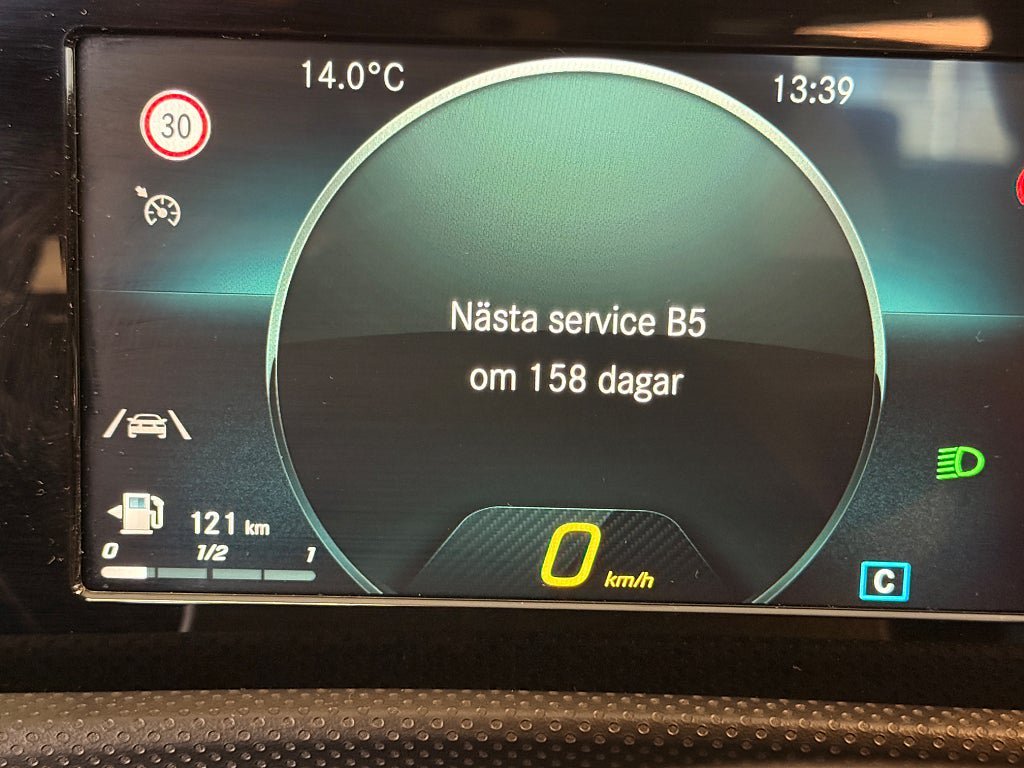 14.0°C
13:39
30
Nästa service B5
om 158 dagar
121 km
0 1/2 1
0 km/h
C